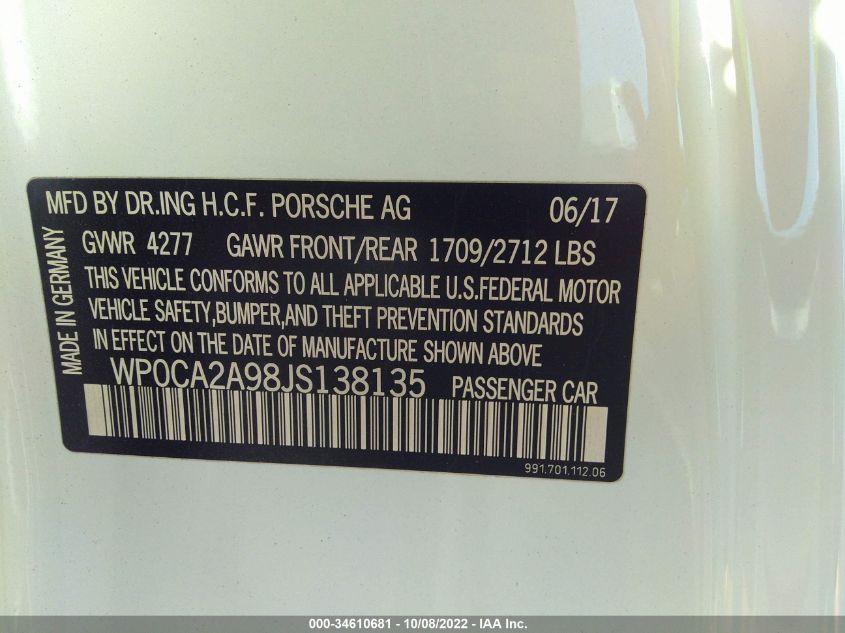 MFD BY DR.ING H.C.F. PORSCHE AG 06/17
GVWR 4277 GAWR FRONT/REAR 1709/2712 LBS
THIS VEHICLE CONFORMS TO ALL APPLICABLE U.S.FEDERAL MOTOR
VEHICLE SAFETY,BUMPER,AND THEFT PREVENTION STANDARDS
IN EFFECT ON THE DATE OF MANUFACTURE SHOWN ABOVE
WP0CA2A98JS138135 PASSENGER CAR
991.701.112.06
MADE IN GERMANY
000-34610681 - 10/08/2022 - IAA Inc.